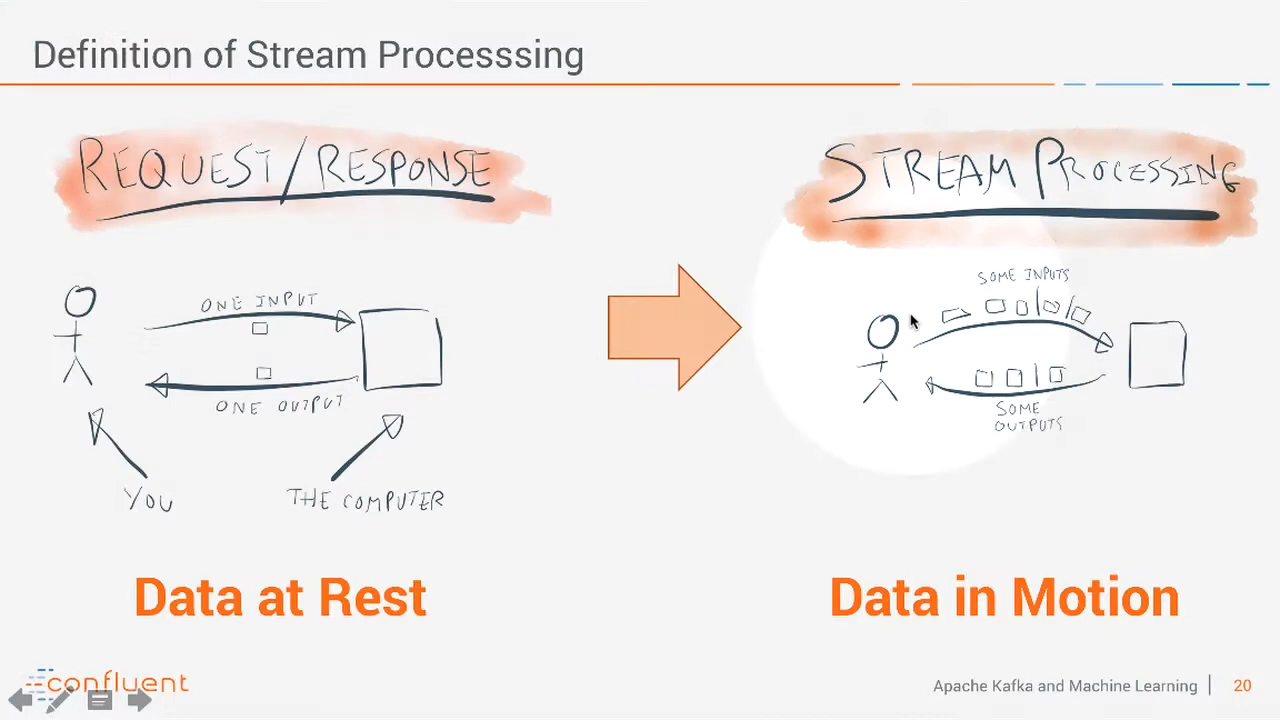 Definition of Stream Processsing
REQUEST/RESPONSE
ONE INPUT
ONE OUTPUT
YOU
THE COMPUTER
Data at Rest
STREAM PROCESSING
SOME INPUTS
SOME
OUTPUTS
Data in Motion
confluent
Apache Kafka and Machine Learning | 20